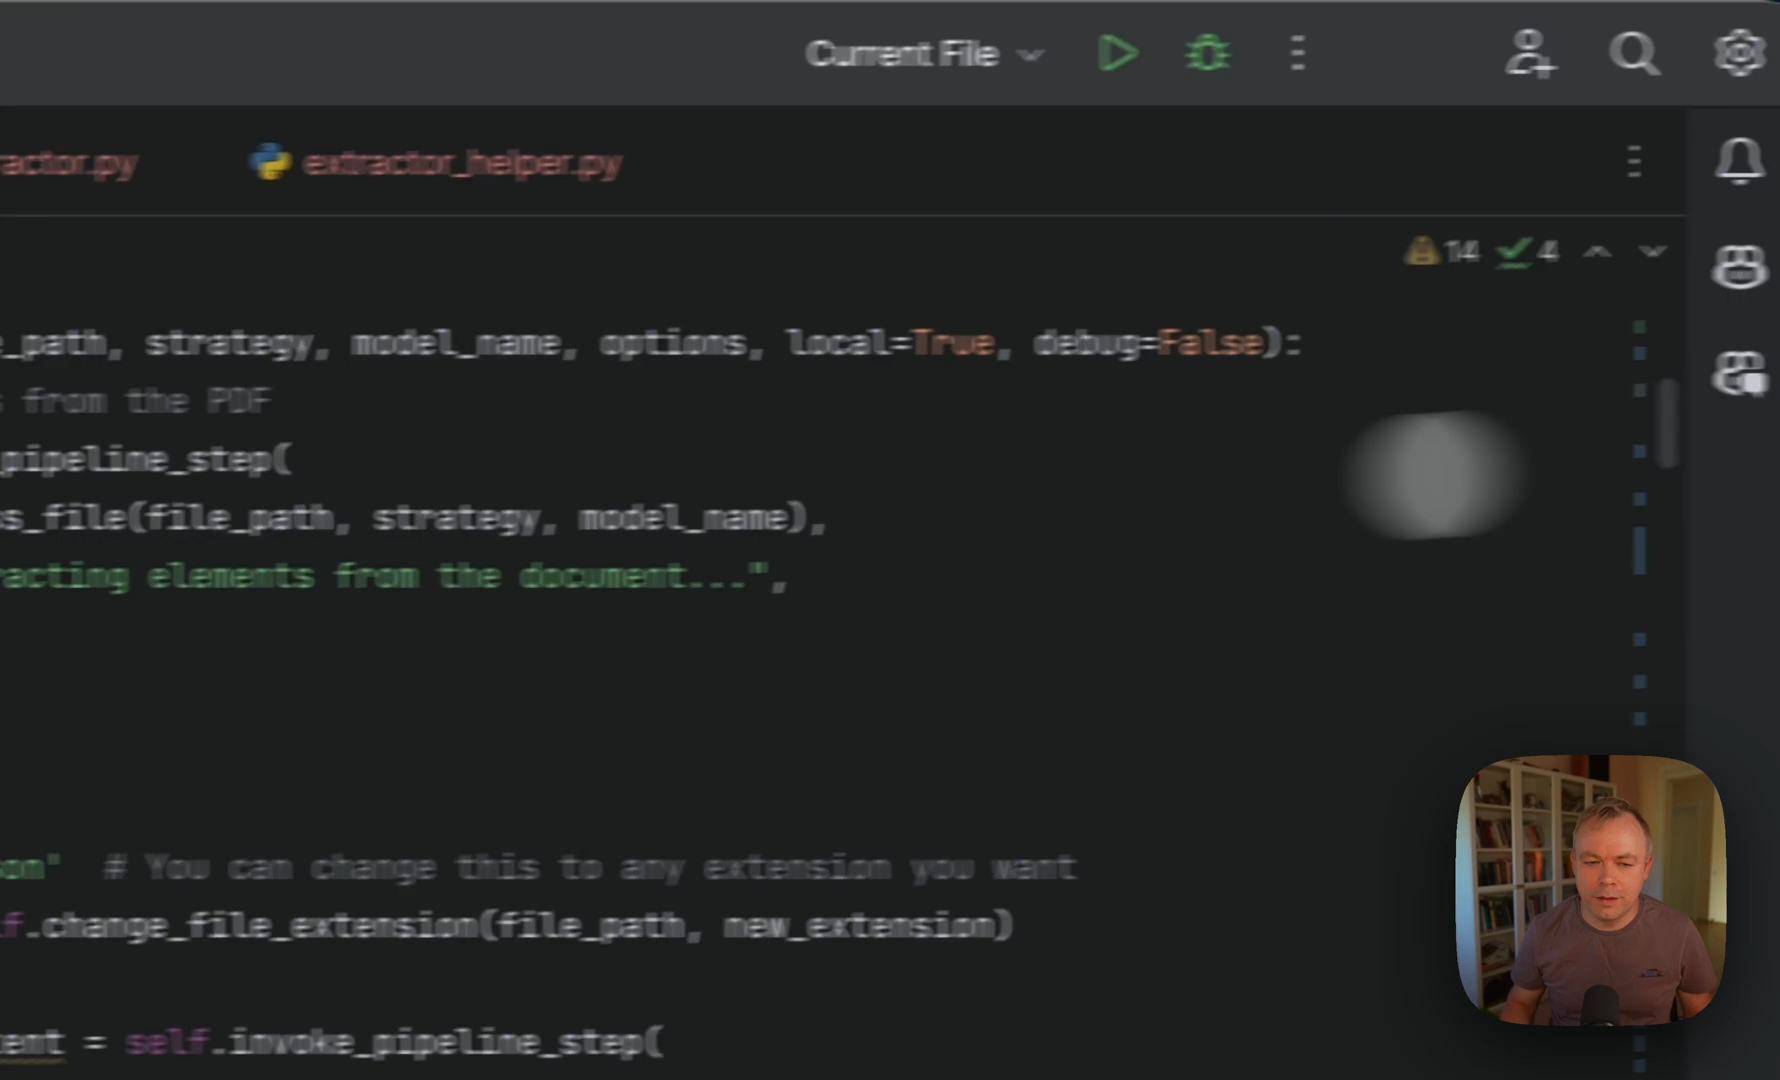 Current File
actor.py
extractor_helper.py
14 4
_path, strategy, model_name, options, local=True, debug=False):
s from the PDF
pipeline_step(
s_file(file_path, strategy, model_name),
racting elements from the document...",
on" # You can change this to any extension you want
f.change_file_extension(file_path, new_extension)
ent = self.invoke_pipeline_step(